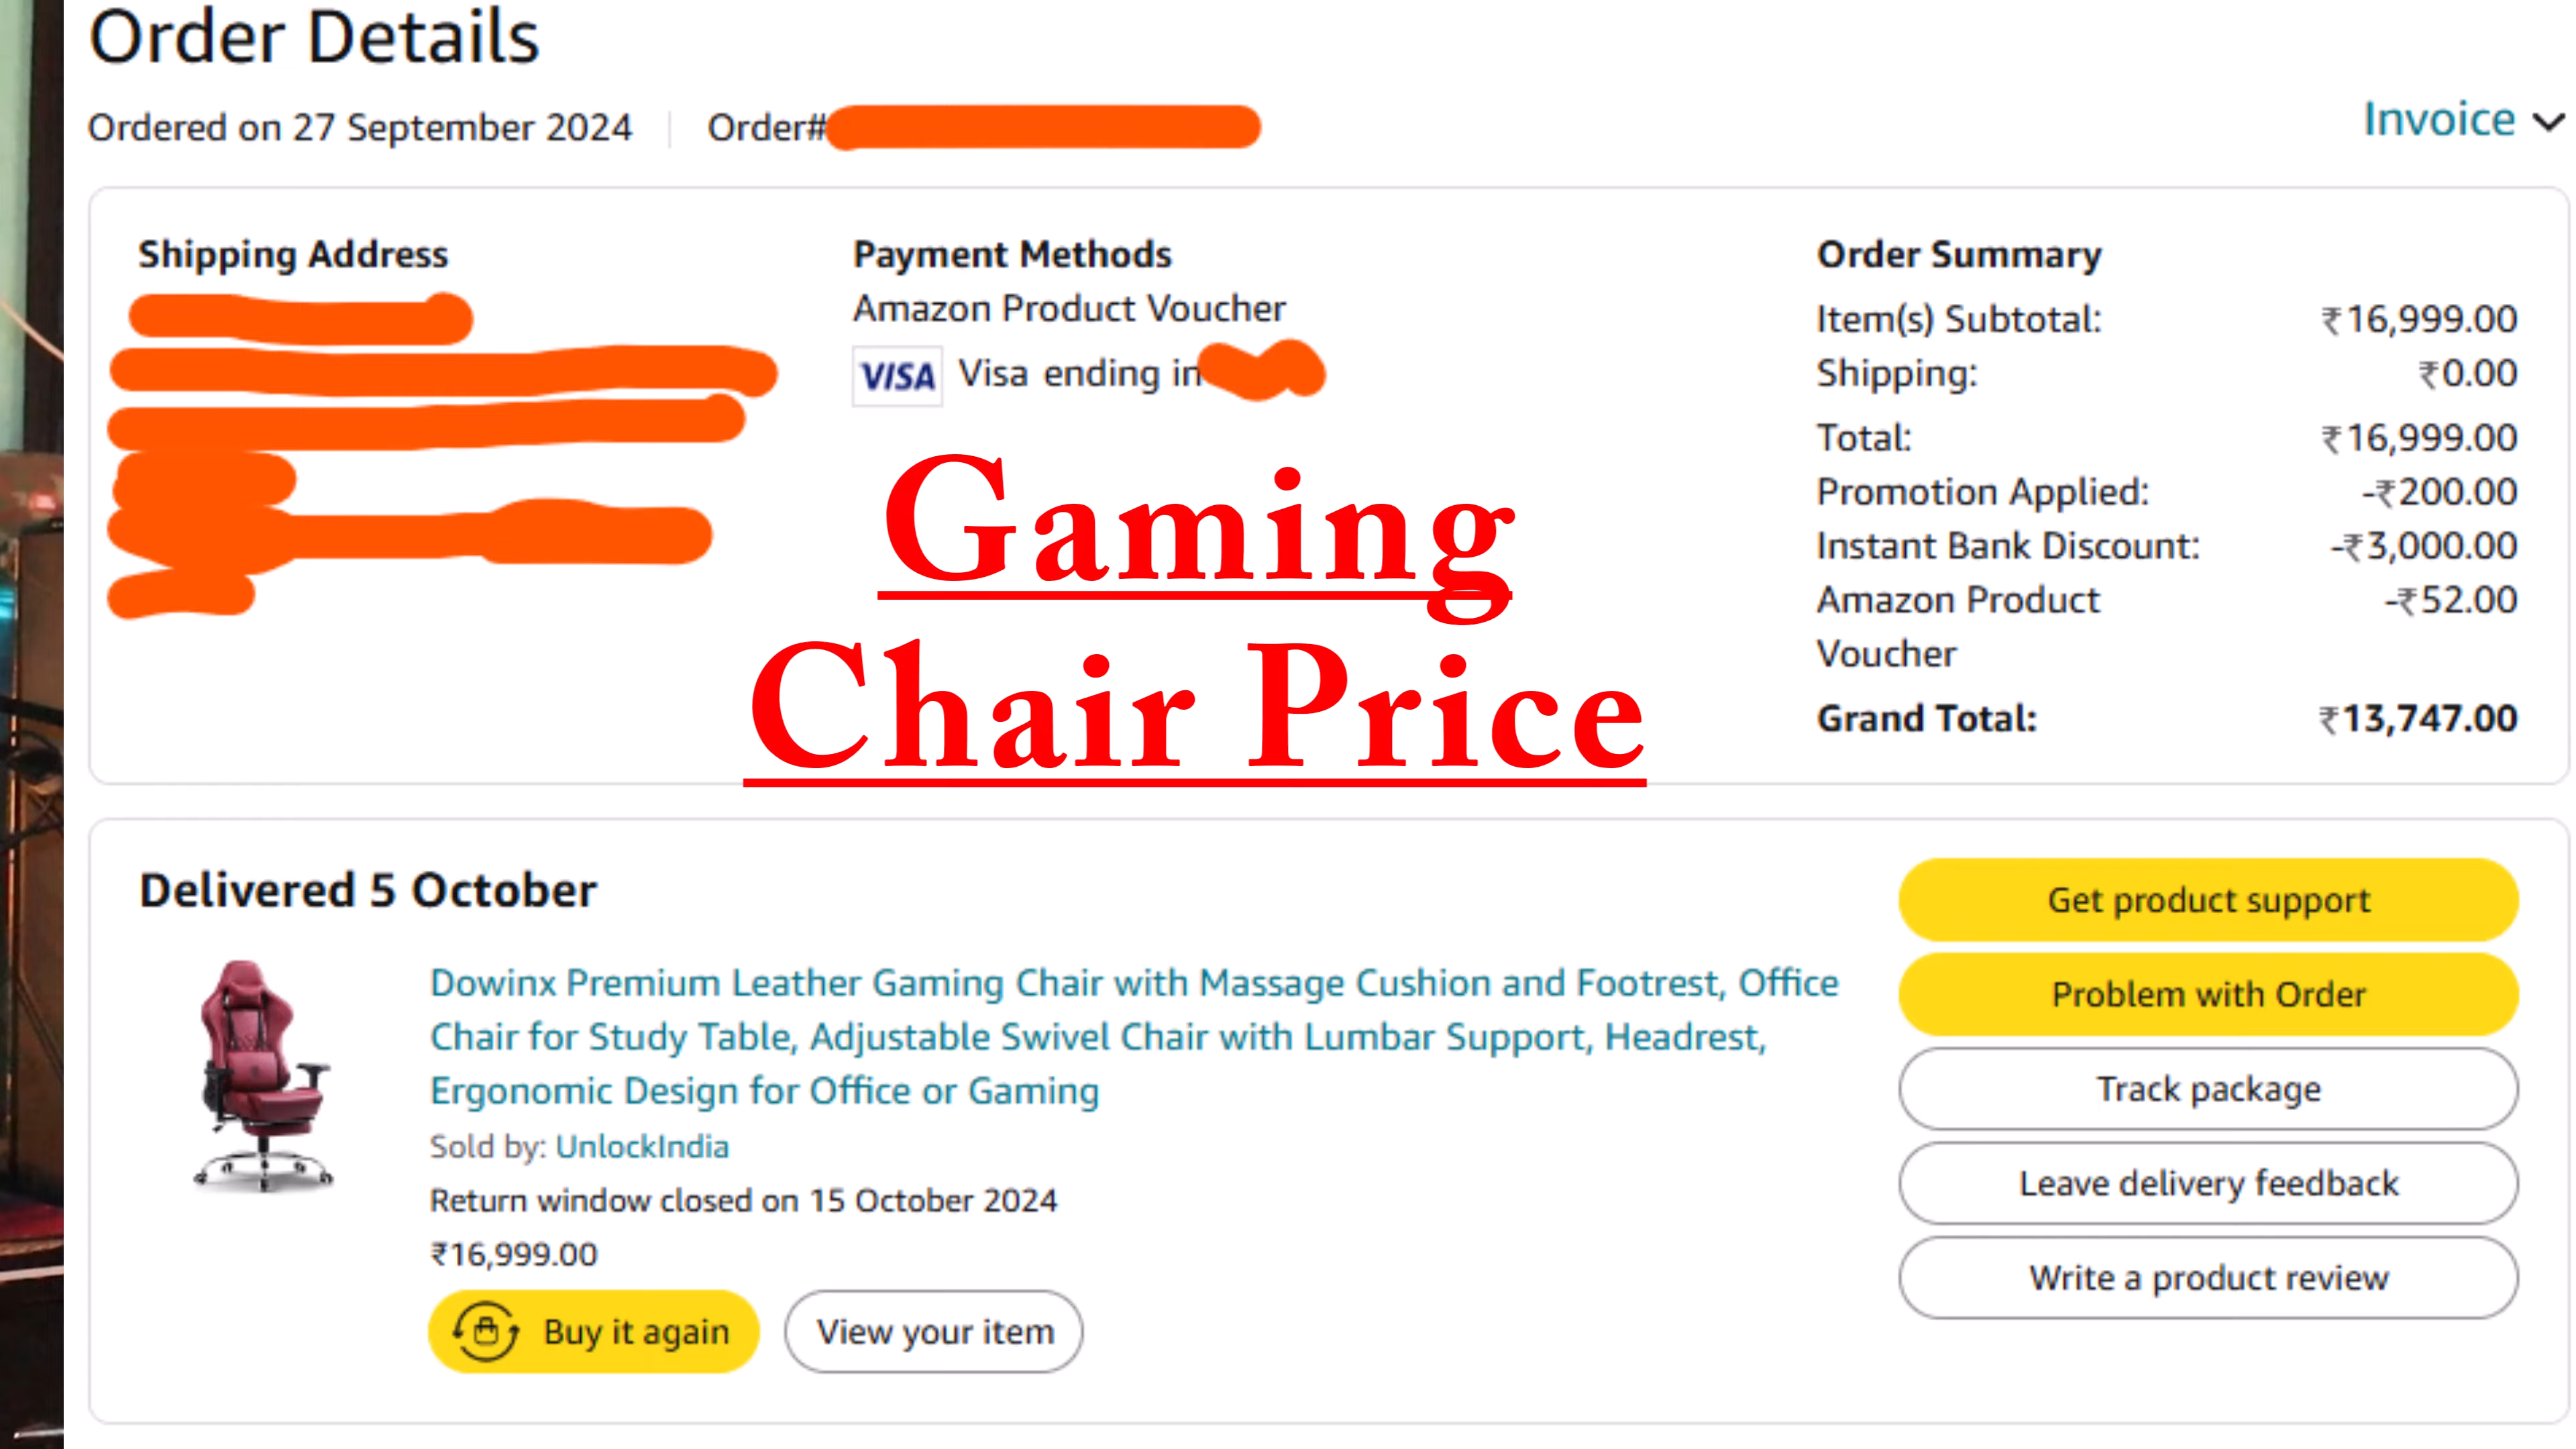 Order Details
Ordered on 27 September 2024
Order#
Invoice
Shipping Address
Payment Methods
Amazon Product Voucher
VISA Visa ending in
Order Summary
Item(s) Subtotal: ₹16,999.00
Shipping: ₹0.00
Total: ₹16,999.00
Promotion Applied: -₹200.00
Instant Bank Discount: -₹3,000.00
Amazon Product -₹52.00
Voucher
Grand Total: ₹13,747.00
Gaming
Chair Price
Delivered 5 October
Dowinx Premium Leather Gaming Chair with Massage Cushion and Footrest, Office
Chair for Study Table, Adjustable Swivel Chair with Lumbar Support, Headrest,
Ergonomic Design for Office or Gaming
Sold by: UnlockIndia
Return window closed on 15 October 2024
₹16,999.00
Buy it again
View your item
Get product support
Problem with Order
Track package
Leave delivery feedback
Write a product review